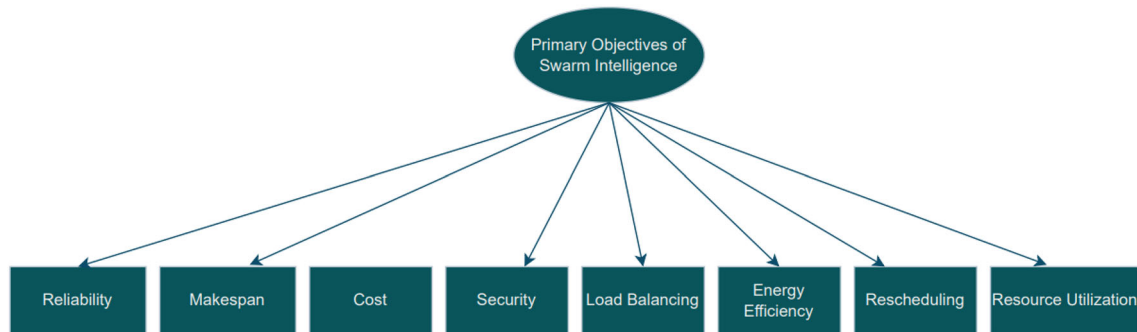 Primary Objectives of
Swarm Intelligence
Reliability
Makespan
Cost
Security
Load Balancing
Energy
Efficiency
Rescheduling
Resource Utilization